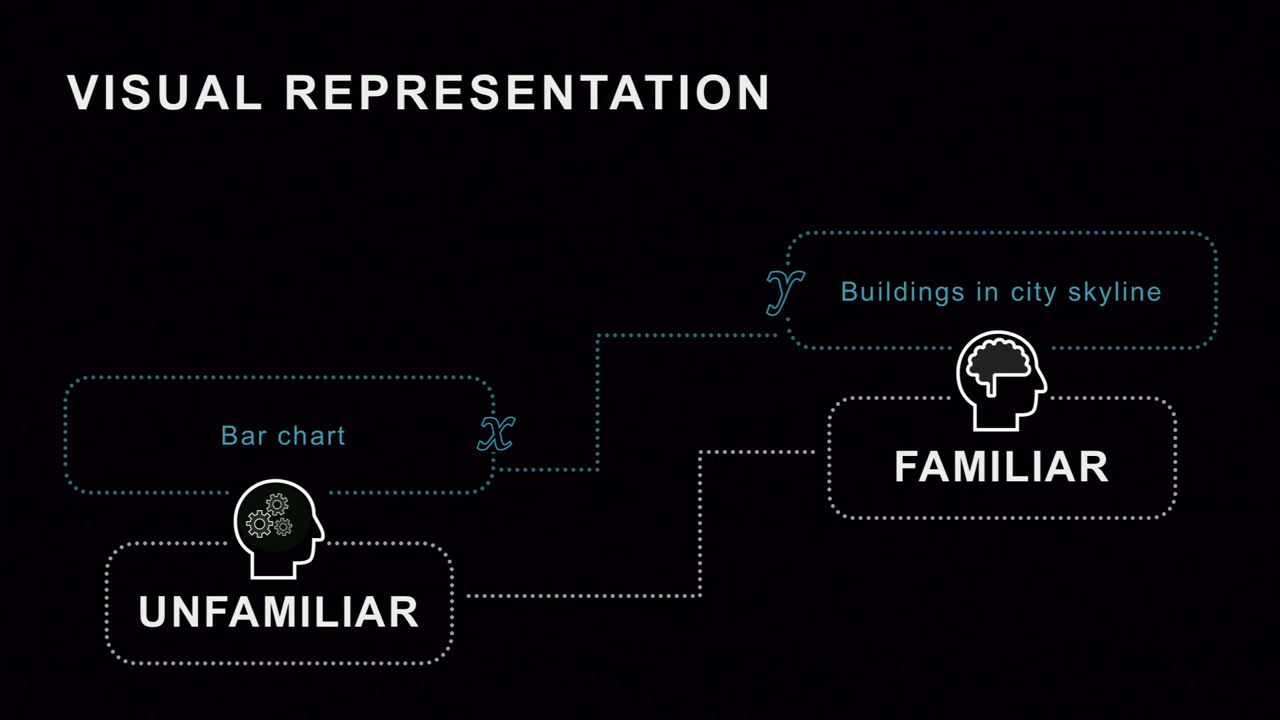 VISUAL REPRESENTATION
y
Buildings in city skyline
x
Bar chart
FAMILIAR
UNFAMILIAR